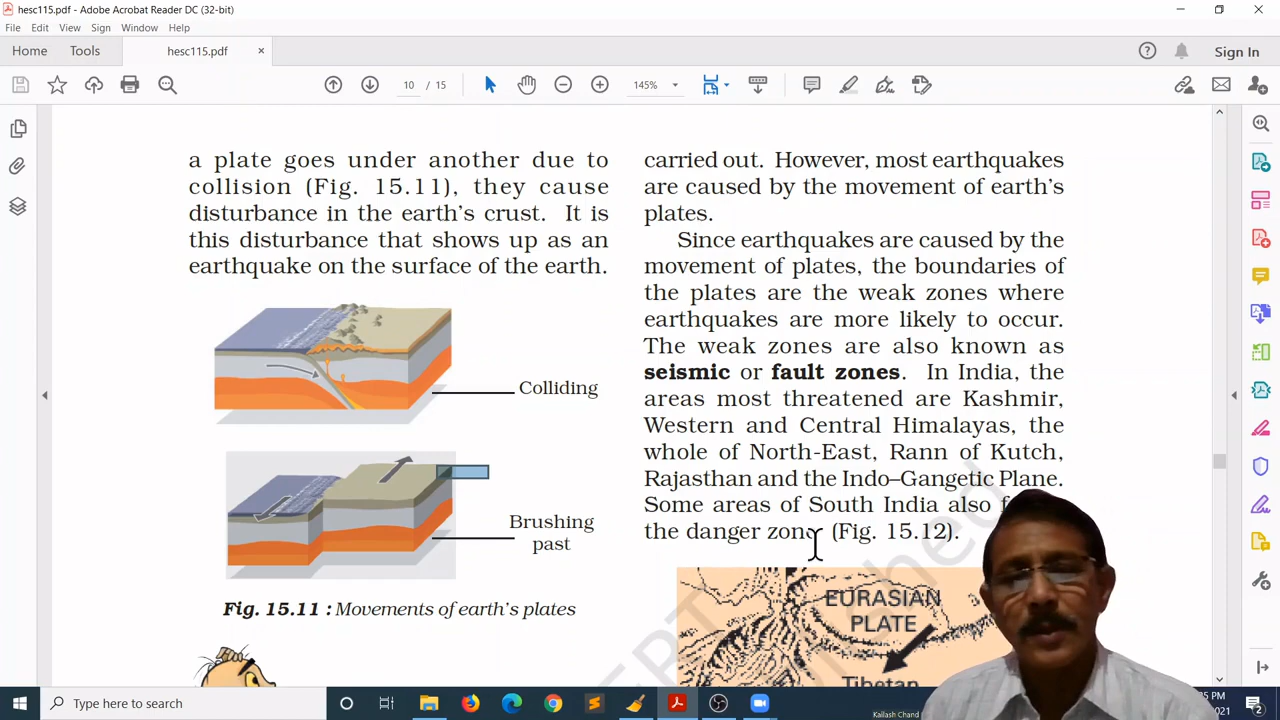 hesc115.pdf - Adobe Acrobat Reader DC (32-bit)
File Edit View Sign Window Help
Home Tools hesc115.pdf × Sign In
10 / 15 145%
a plate goes under another due to
collision (Fig. 15.11), they cause
disturbance in the earth's crust. It is
this disturbance that shows up as an
earthquake on the surface of the earth.
Colliding
Brushing
past
Fig. 15.11 : Movements of earth's plates
carried out. However, most earthquakes
are caused by the movement of earth's
plates.
Since earthquakes are caused by the
movement of plates, the boundaries of
the plates are the weak zones where
earthquakes are more likely to occur.
The weak zones are also known as
seismic or fault zones. In India, the
areas most threatened are Kashmir,
Western and Central Himalayas, the
whole of North-East, Rann of Kutch,
Rajasthan and the Indo–Gangetic Plane.
Some areas of South India also
the danger zone (Fig. 15.12).
EURASIAN
PLATE
Tibetan
Type here to search
Kailash Chand
2